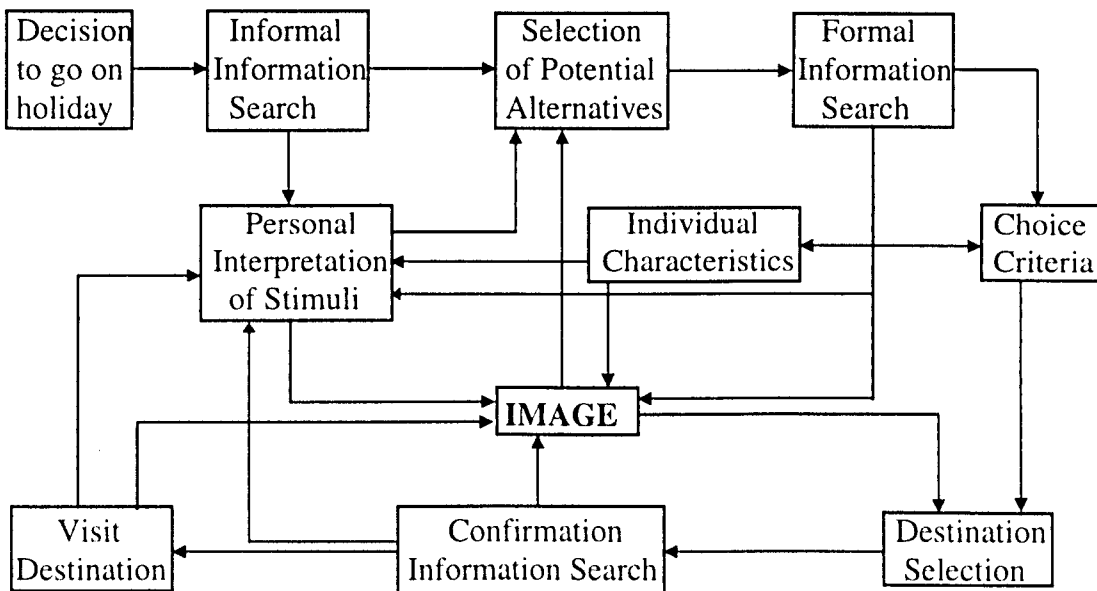 Decision
to go on
holiday
Informal
Information
Search
Selection
of Potential
Alternatives
Formal
Information
Search
Personal
Interpretation
of Stimuli
Individual
Characteristics
Choice
Criteria
IMAGE
Visit
Destination
Confirmation
Information Search
Destination
Selection